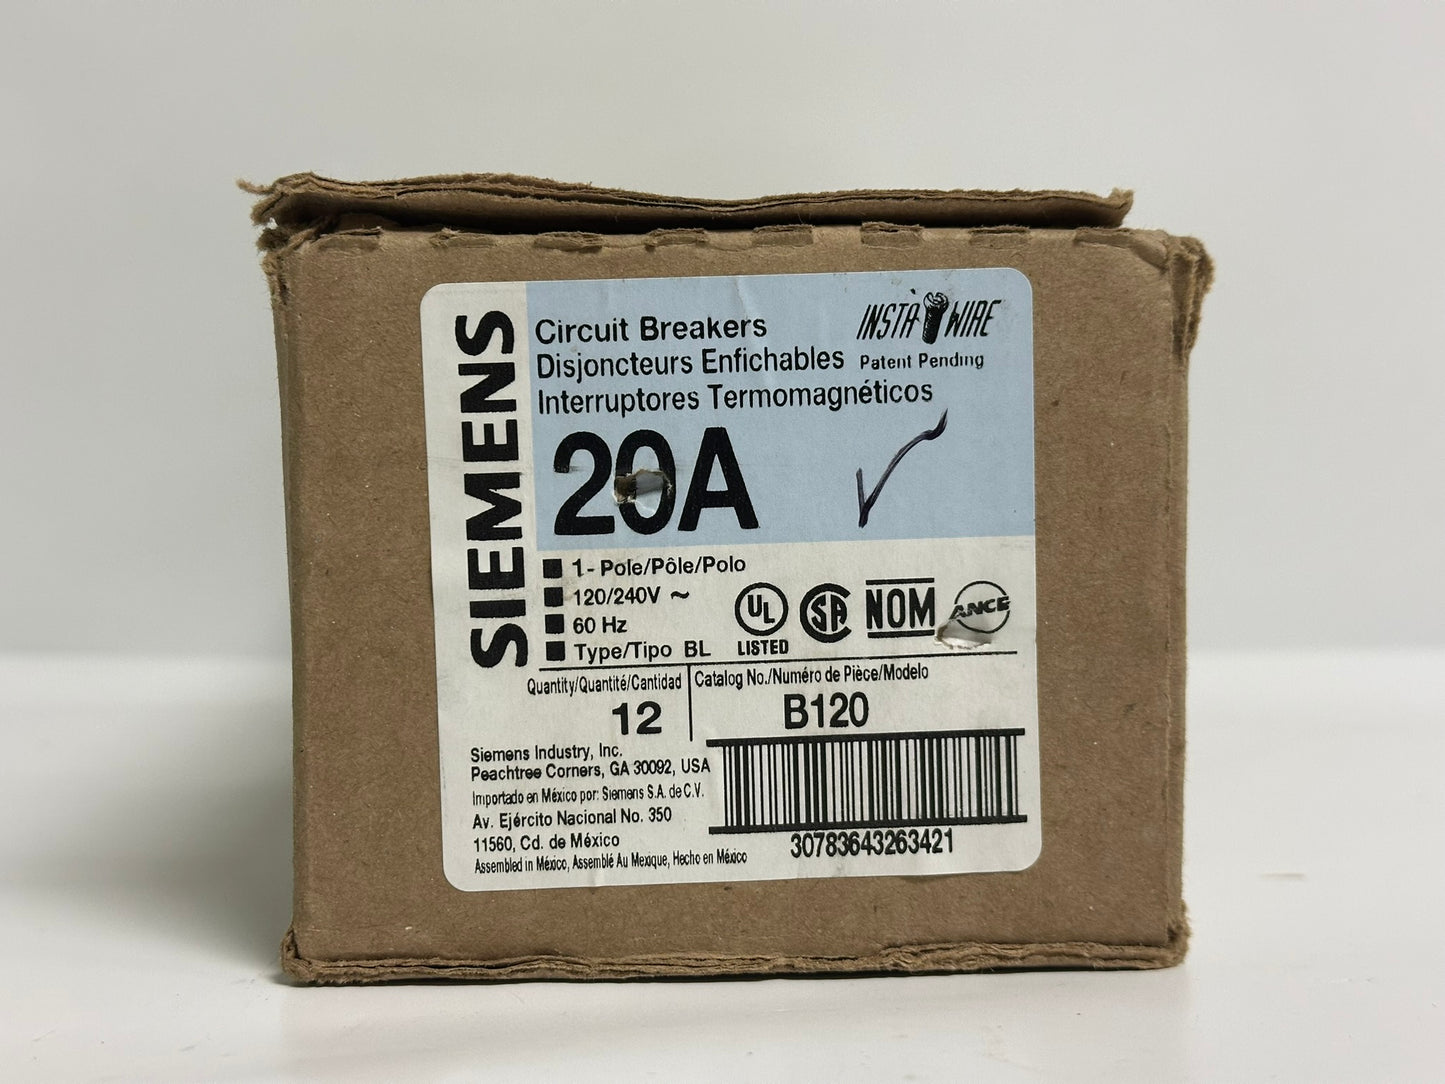 SIEMENS
Circuit Breakers
Disjoncteurs Enfichables
Interruptores Termomagnéticos
INSTA WIRE
Patent Pending
20A
1- Pole/Pôle/Polo
120/240V ~
60 Hz
Type/Tipo BL
UL
LISTED
SA
NOM
ANCE
Quantity/Quantité/Cantidad
12
Catalog No./Numéro de Pièce/Modelo
B120
Siemens Industry, Inc.
Peachtree Corners, GA 30092, USA
Importado en México por: Siemens S.A. de C.V.
Av. Ejército Nacional No. 350
11560, Cd. de México
Assembled in México, Assemblé Au Mexique, Hecho en México
30783643263421